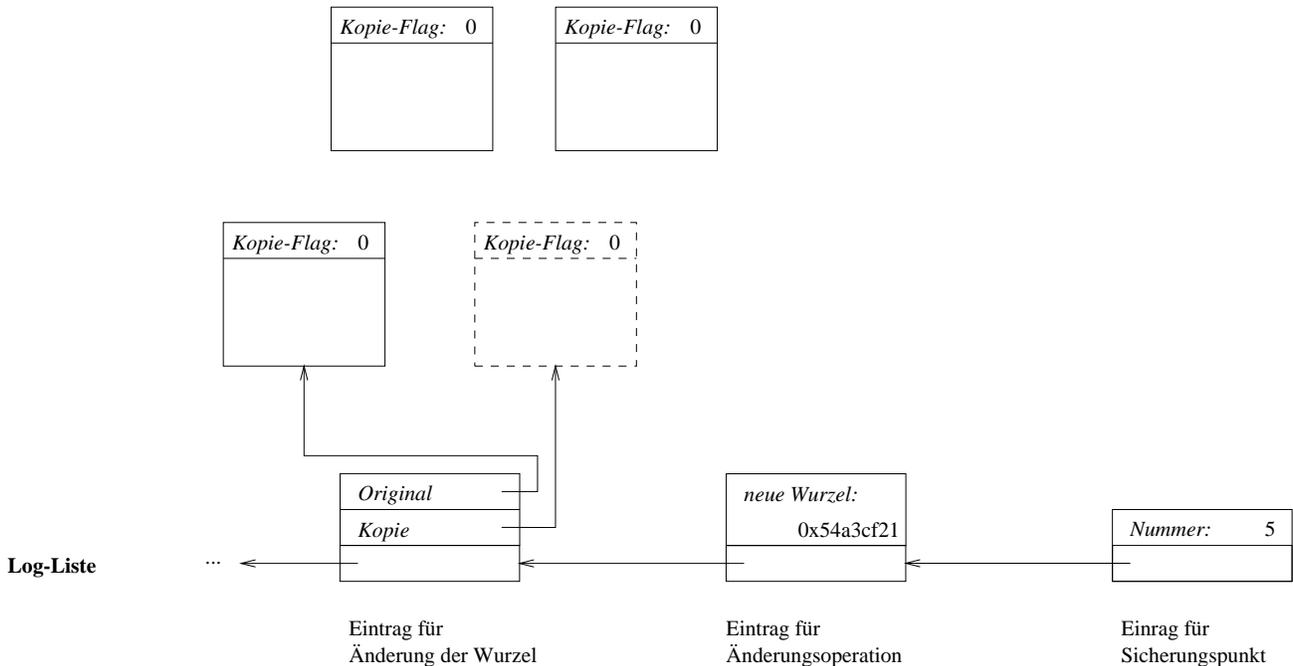 Kopie-Flag: 0
Kopie-Flag: 0
Kopie-Flag: 0
Kopie-Flag: 0
Original
Kopie
neue Wurzel:
0x54a3cf21
Nummer: 5
Log-Liste
...
Eintrag für
Änderung der Wurzel
Eintrag für
Änderungsoperation
Einrag für
Sicherungspunkt